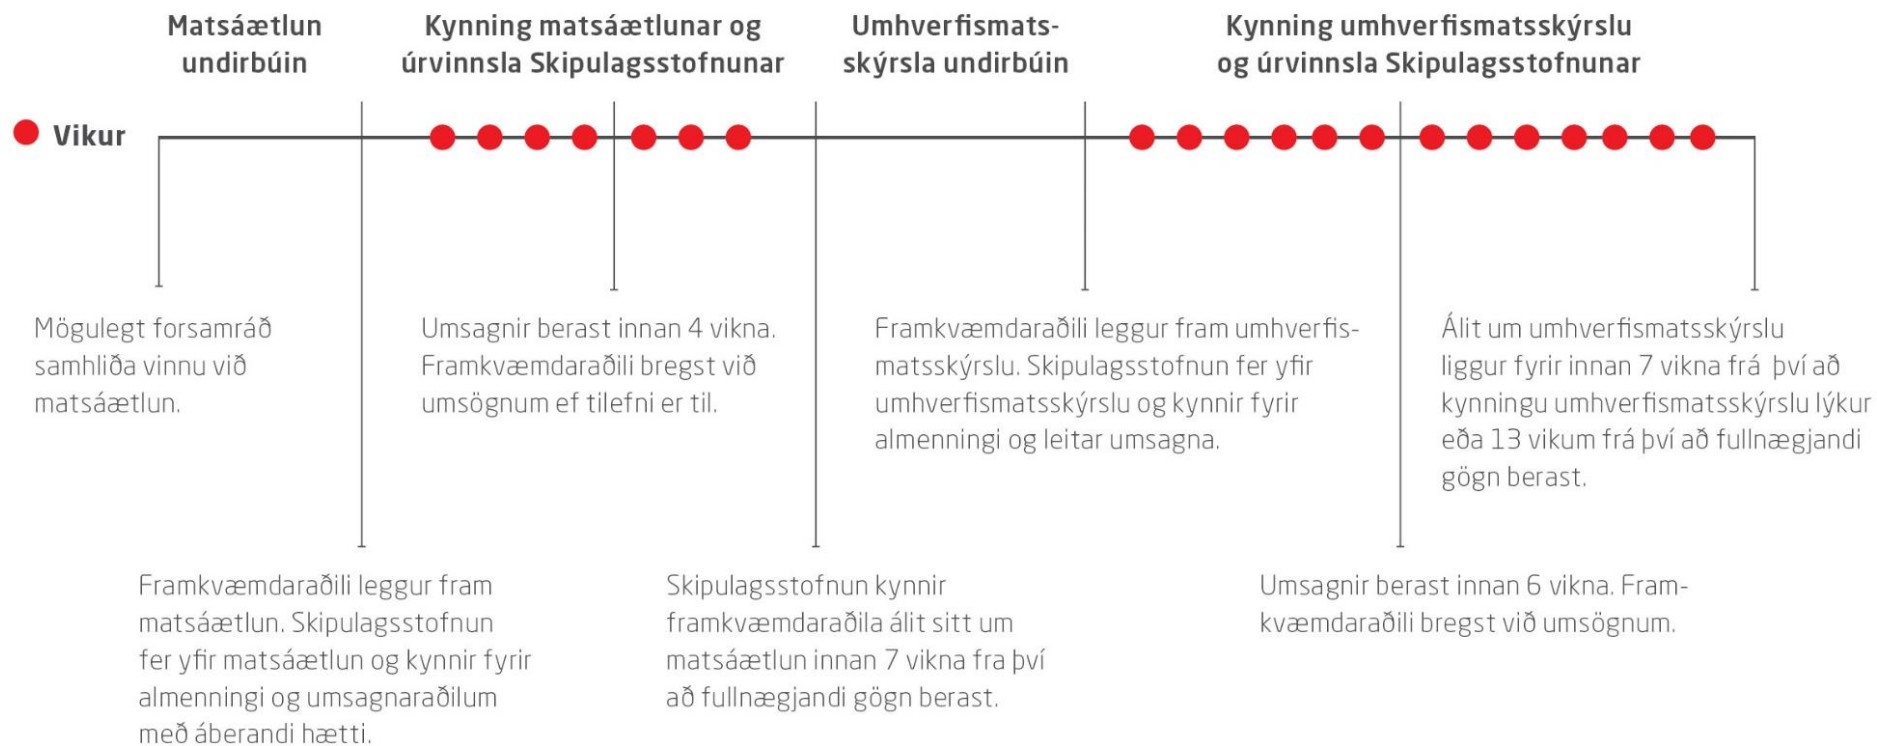 Matsáætlun
undirbúin
Kynning matsáætlunar og
úrvinnsla Skipulagsstofnunar
Umhverfismats-
skýrsla undirbúin
Kynning umhverfismatsskýrslu
og úrvinnsla Skipulagsstofnunar
Vikur
Mögulegt forsamráð
samhliða vinnu við
matsáætlun.
Umsagnir berast innan 4 vikna.
Framkvæmdaraðili bregst við
umsögnum ef tilefni er til.
Framkvæmdaraðili leggur fram umhverfis-
matsskýrslu. Skipulagsstofnun fer yfir
umhverfismatsskýrslu og kynnir fyrir
almenningi og leitar umsagna.
Álit um umhverfismatsskýrslu
liggur fyrir innan 7 vikna frá því að
kynningu umhverfismatsskýrslu lýkur
eða 13 vikum frá því að fullnægjandi
gögn berast.
Framkvæmdaraðili leggur fram
matsáætlun. Skipulagsstofnun
fer yfir matsáætlun og kynnir fyrir
almenningi og umsagnaraðilum
með áberandi hætti.
Skipulagsstofnun kynnir
framkvæmdaraðila álit sitt um
matsáætlun innan 7 vikna fra því
að fullnægjandi gögn berast.
Umsagnir berast innan 6 vikna. Fram-
kvæmdaraðili bregst við umsögnum.